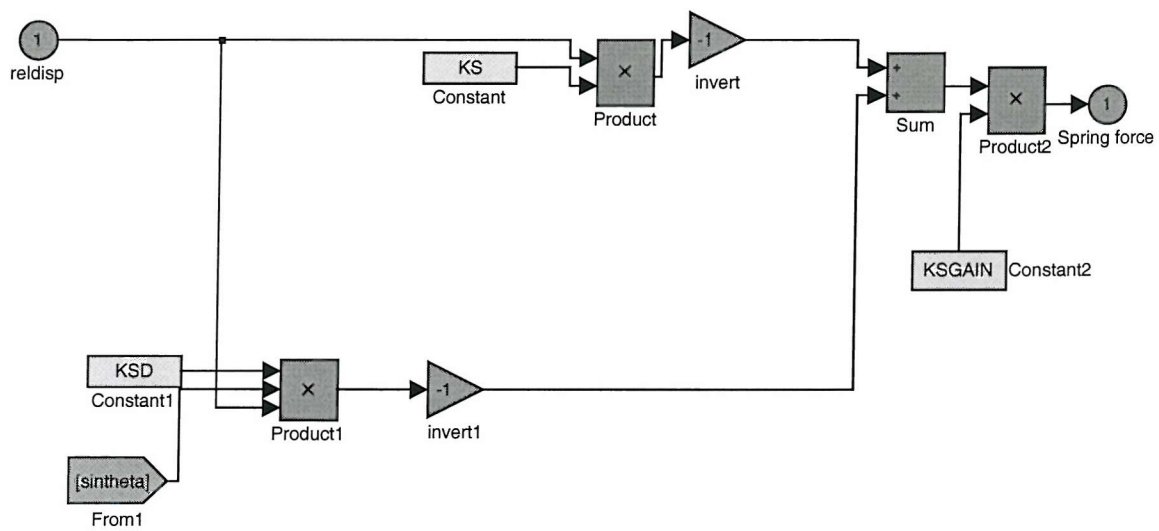 1
reldisp
KS
Constant
×
Product
-1
invert
+
+
Sum
×
Product2
1
Spring force
KSGAIN
Constant2
KSD
Constant1
×
Product1
-1
invert1
[sintheta]
From1